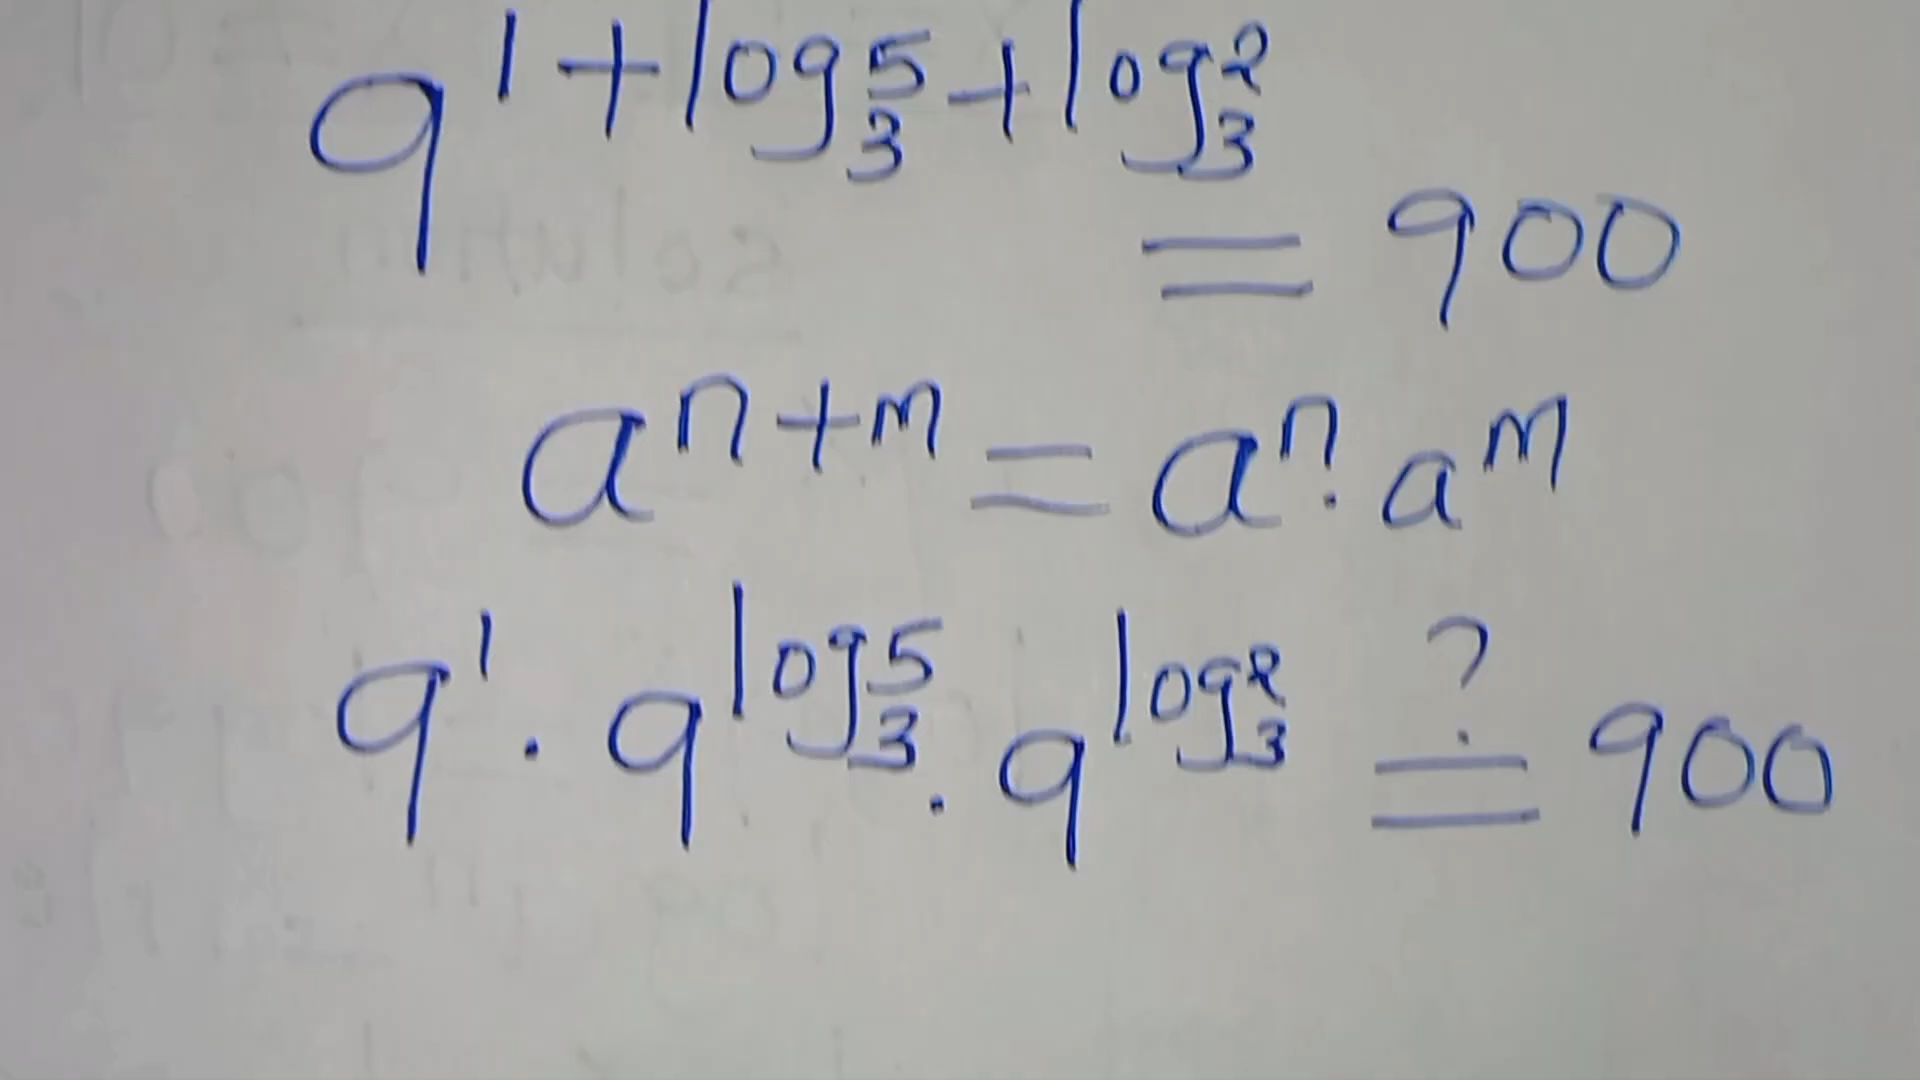 9^1+log_3^5+log_3^2
= 900
a^n+m = a^n . a^m
9^1 . 9^log_3^5 . 9^log_3^2 ?= 900